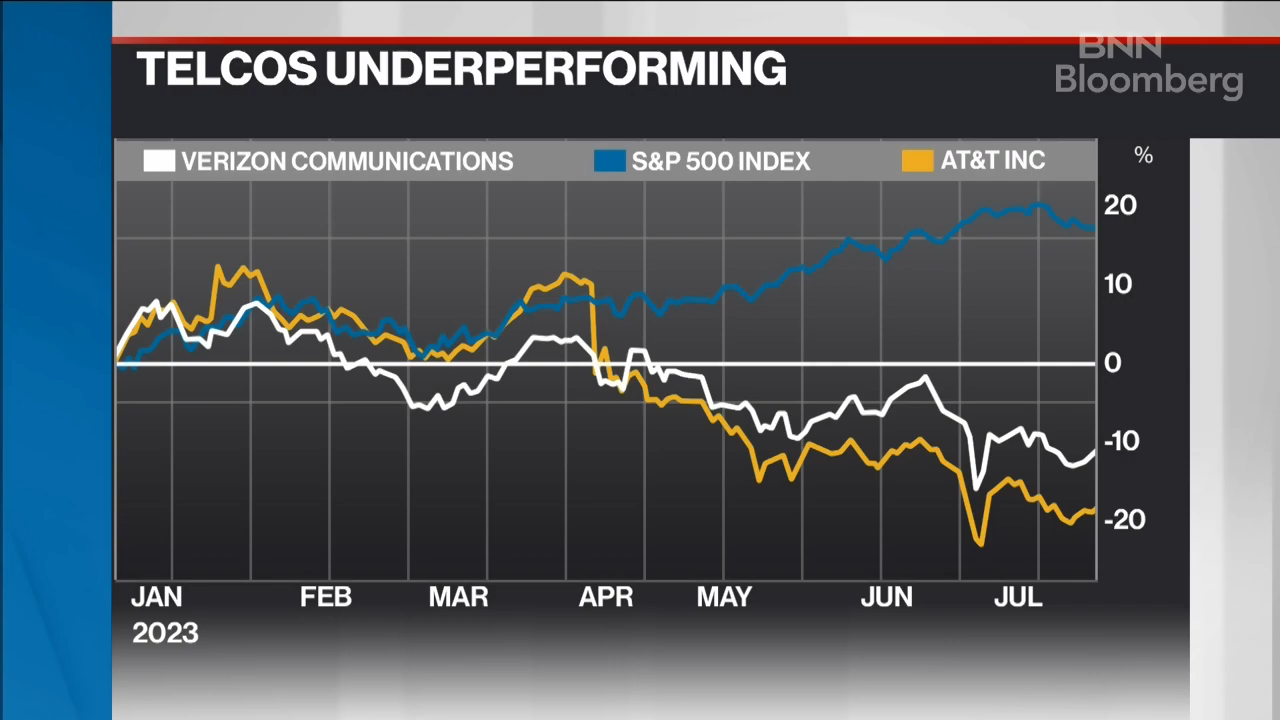 BNN
Bloomberg
TELCOS UNDERPERFORMING
VERIZON COMMUNICATIONS S&P 500 INDEX AT&T INC %
20
10
0
-10
-20
JAN FEB MAR APR MAY JUN JUL
2023